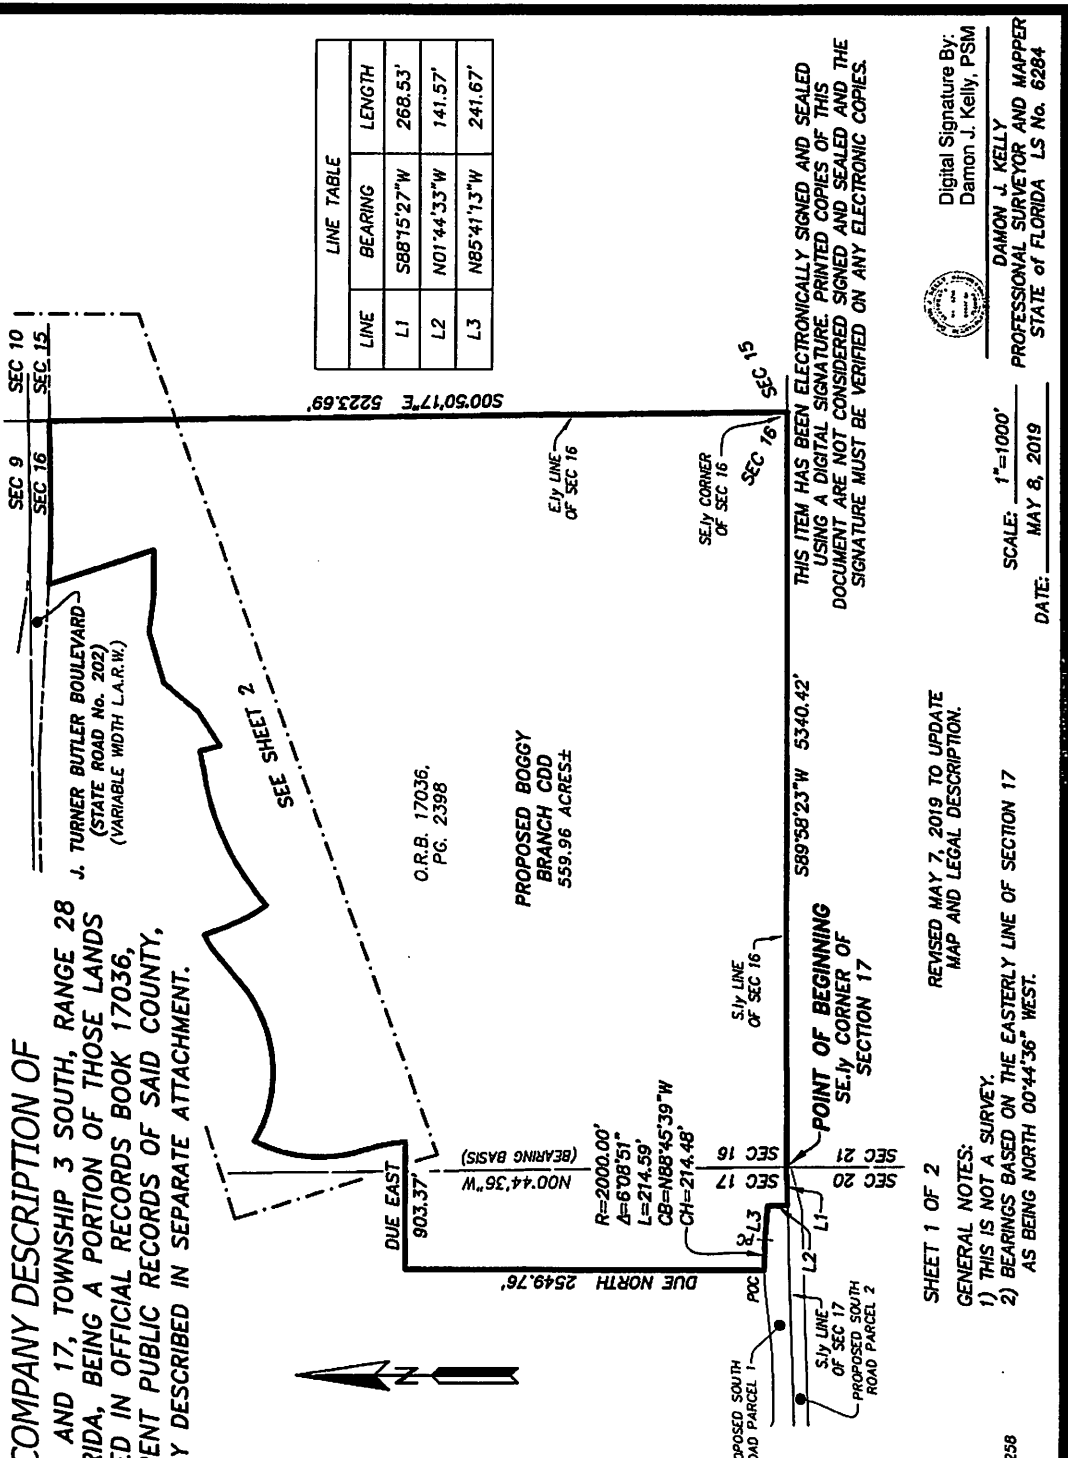 COMPANY DESCRIPTION OF
AND 17, TOWNSHIP 3 SOUTH, RANGE 28
RIDA, BEING A PORTION OF THOSE LANDS
ED IN OFFICIAL RECORDS BOOK 17036,
ENT PUBLIC RECORDS OF SAID COUNTY,
Y DESCRIBED IN SEPARATE ATTACHMENT.
SEC 9
SEC 10
SEC 16
SEC 15
J. TURNER BUTLER BOULEVARD
(STATE ROAD No. 202)
(VARIABLE WIDTH L.A.R.W.)
LINE TABLE
LINE BEARING LENGTH
L1 S88°15'27"W 268.53'
L2 N01°44'33"W 141.57'
L3 N85°41'13"W 241.67'
SEE SHEET 2
S00°50'17"E 5223.69'
E.ly LINE
OF SEC 16
O.R.B. 17036,
PG. 2398
PROPOSED BOGGY
BRANCH CDD
559.96 ACRES±
DUE EAST
903.37'
N00°44'36"W
(BEARING BASIS)
DUE NORTH 2549.76'
R=2000.00'
Δ=6°08'51"
L=214.59'
CB=N88°45'39"W
CH=214.48'
SE.ly CORNER
OF SEC 16
SEC 16
SEC 15
S.ly LINE
OF SEC 16
S89°58'23"W 5340.42'
SEC 17
SEC 16
SEC 20
SEC 21
POC
PC
L3
L2
L1
POINT OF BEGINNING
SE.ly CORNER OF
SECTION 17
OPOSED SOUTH
OAD PARCEL 1
S.ly LINE
OF SEC 17
PROPOSED SOUTH
ROAD PARCEL 2
N
THIS ITEM HAS BEEN ELECTRONICALLY SIGNED AND SEALED
USING A DIGITAL SIGNATURE. PRINTED COPIES OF THIS
DOCUMENT ARE NOT CONSIDERED SIGNED AND SEALED AND THE
SIGNATURE MUST BE VERIFIED ON ANY ELECTRONIC COPIES.
SHEET 1 OF 2
GENERAL NOTES:
1) THIS IS NOT A SURVEY.
2) BEARINGS BASED ON THE EASTERLY LINE OF SECTION 17
AS BEING NORTH 00°44'36" WEST.
REVISED MAY 7, 2019 TO UPDATE
MAP AND LEGAL DESCRIPTION.
SCALE: 1"=1000'
DATE: MAY 8, 2019
Digital Signature By:
Damon J. Kelly, PSM
DAMON J. KELLY
PROFESSIONAL SURVEYOR AND MAPPER
STATE of FLORIDA LS No. 6284
258